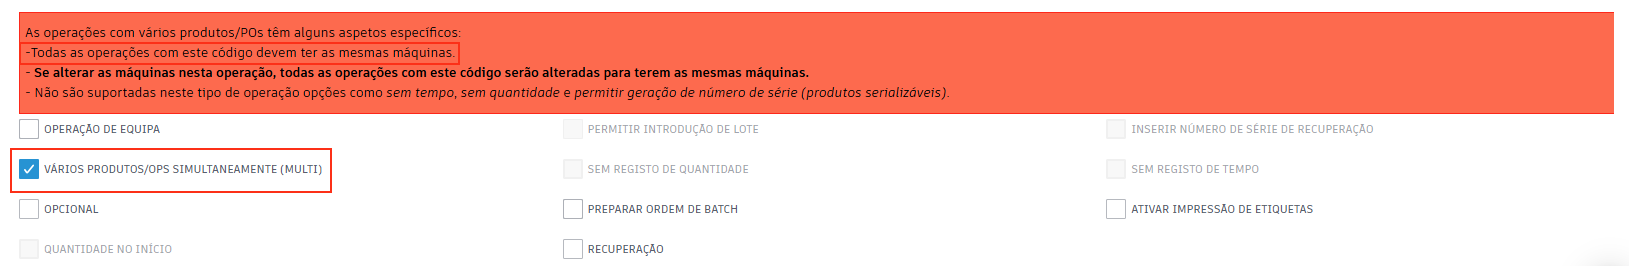 As operações com vários produtos/POs têm alguns aspetos específicos:
-Todas as operações com este código devem ter as mesmas máquinas.
- Se alterar as máquinas nesta operação, todas as operações com este código serão alteradas para terem as mesmas máquinas.
- Não são suportadas neste tipo de operação opções como sem tempo, sem quantidade e permitir geração de número de série (produtos serializáveis).
OPERAÇÃO DE EQUIPA
PERMITIR INTRODUÇÃO DE LOTE
INSERIR NÚMERO DE SÉRIE DE RECUPERAÇÃO
VÁRIOS PRODUTOS/OPS SIMULTANEAMENTE (MULTI)
SEM REGISTO DE QUANTIDADE
SEM REGISTO DE TEMPO
OPCIONAL
PREPARAR ORDEM DE BATCH
ATIVAR IMPRESSÃO DE ETIQUETAS
QUANTIDADE NO INÍCIO
RECUPERAÇÃO